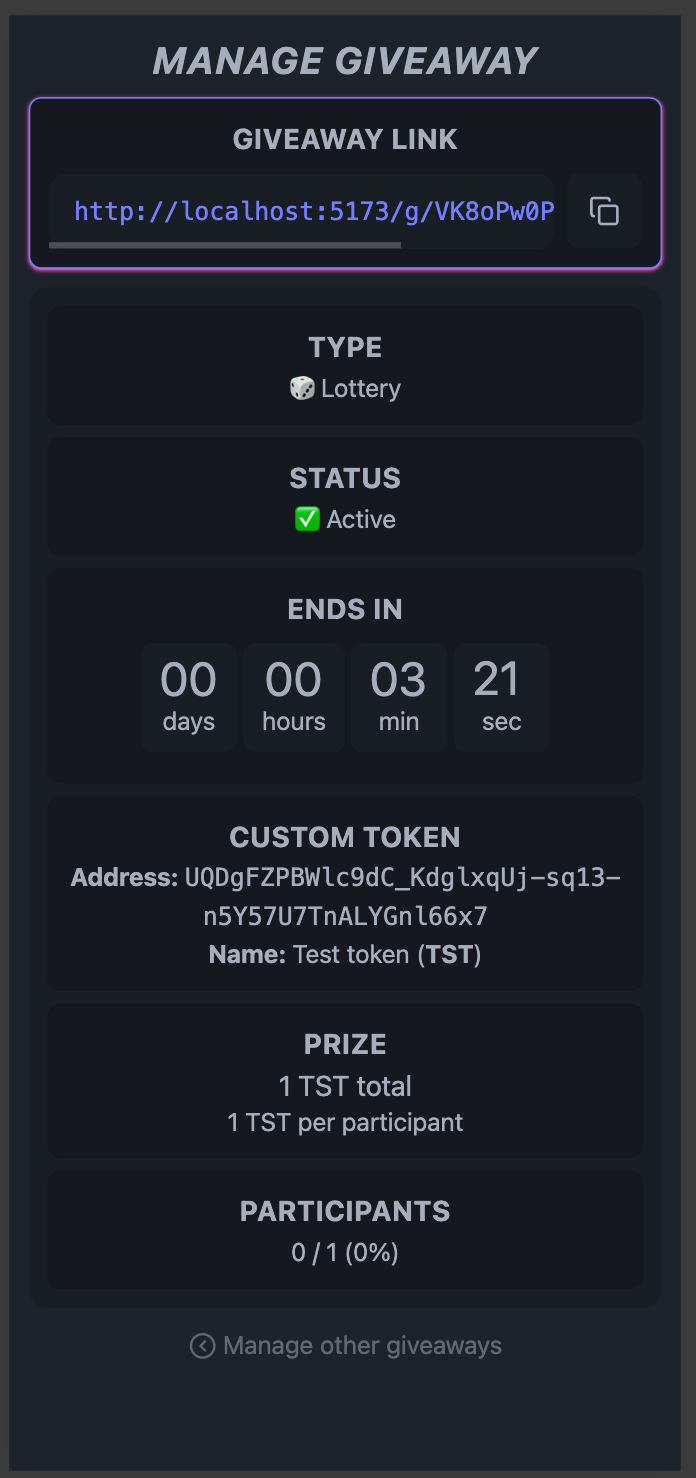 MANAGE GIVEAWAY
GIVEAWAY LINK
http://localhost:5173/g/VK8oPw0P
TYPE
🎲 Lottery
STATUS
✅ Active
ENDS IN
00 00 03 21
days hours min sec
CUSTOM TOKEN
Address: UQDgFZPBWlc9dC_KdglxqUj-sq13-
n5Y57U7TnALYGnl66x7
Name: Test token (TST)
PRIZE
1 TST total
1 TST per participant
PARTICIPANTS
0 / 1 (0%)
Manage other giveaways